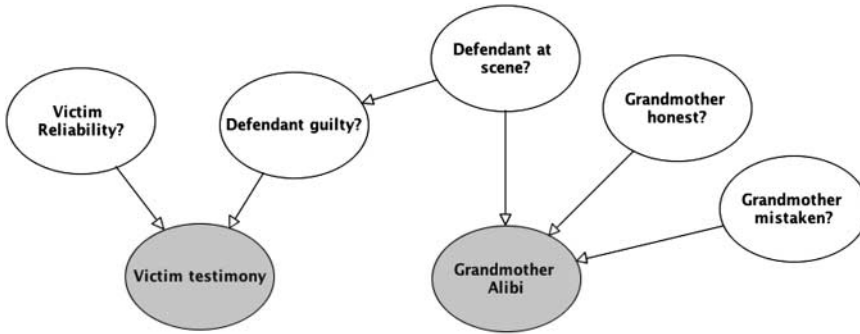 Defendant at
scene?
Victim
Reliability?
Defendant guilty?
Grandmother
honest?
Grandmother
mistaken?
Victim testimony
Grandmother
Alibi